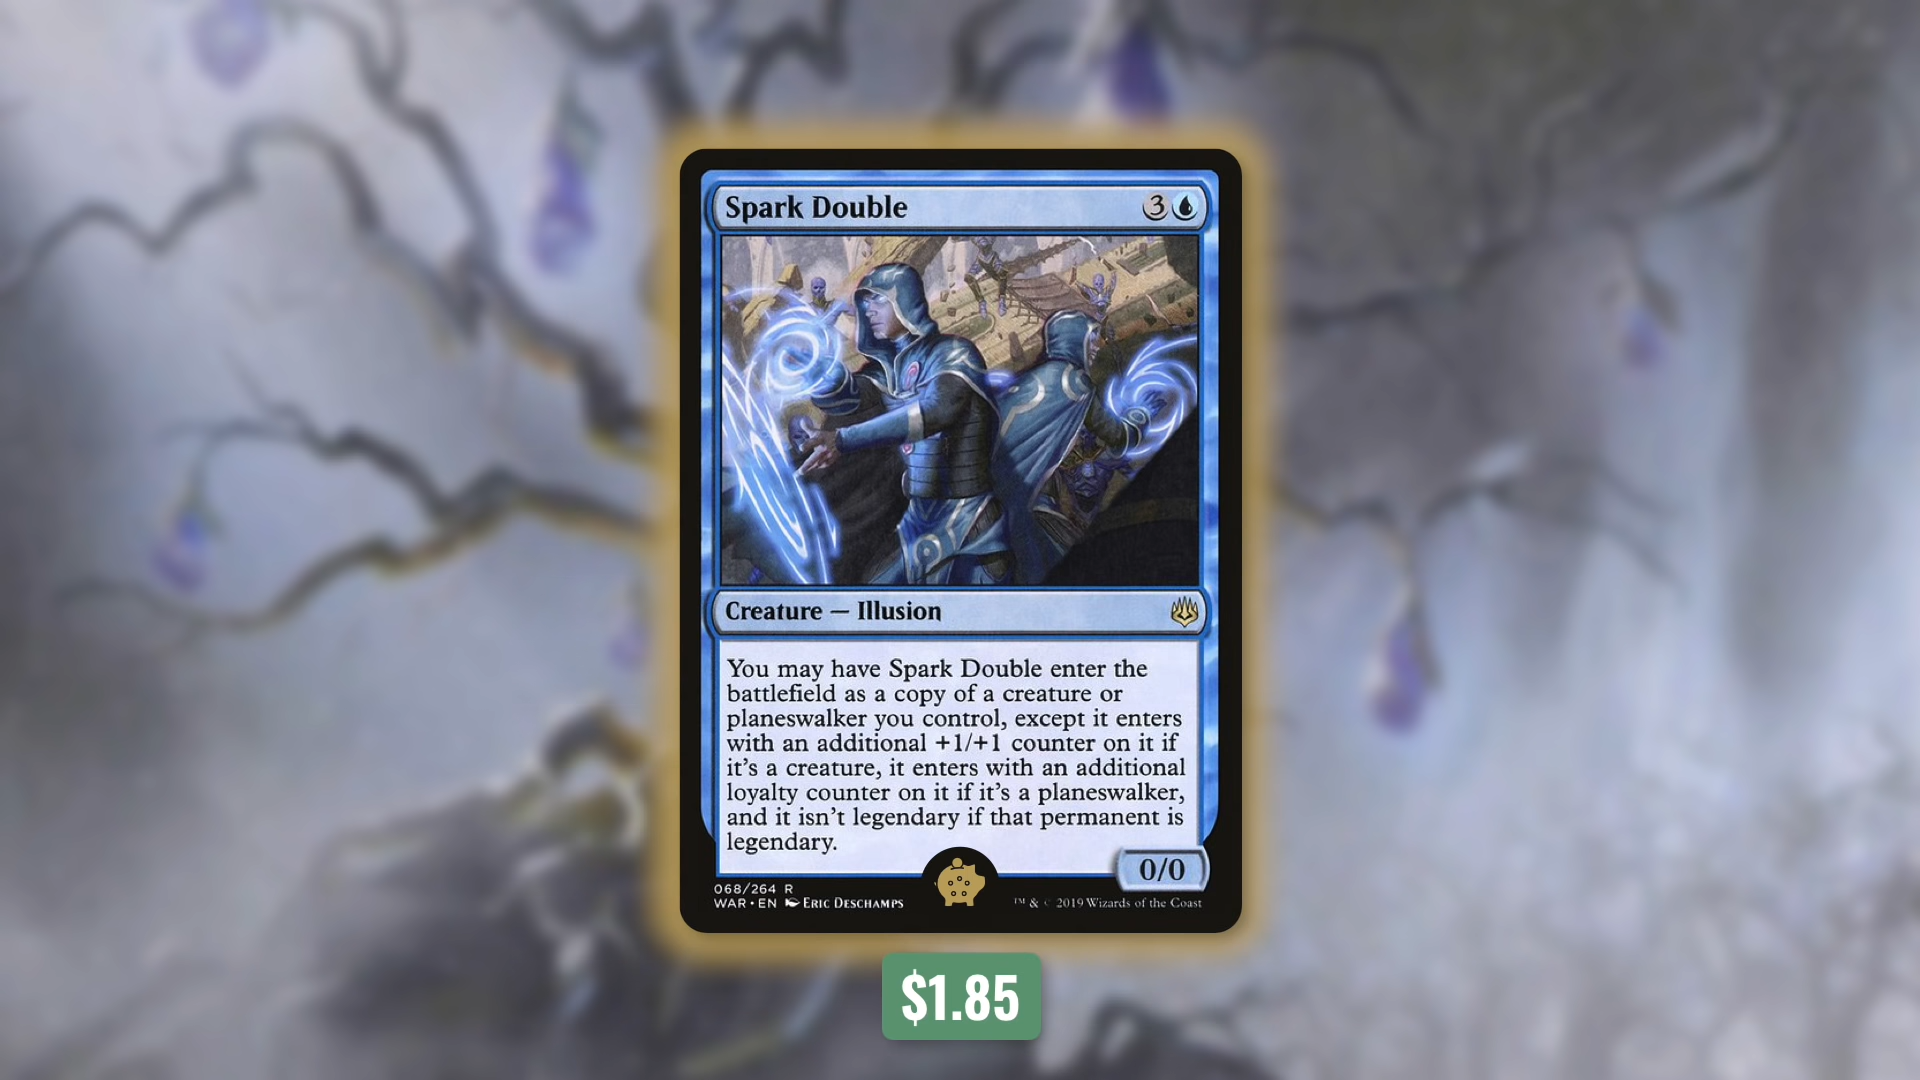 Spark Double
3
Creature — Illusion
You may have Spark Double enter the
battlefield as a copy of a creature or
planeswalker you control, except it enters
with an additional +1/+1 counter on it if
it's a creature, it enters with an additional
loyalty counter on it if it's a planeswalker,
and it isn't legendary if that permanent is
legendary.
0/0
068/264 R
WAR • EN Eric Deschamps
™ & © 2019 Wizards of the Coast
$1.85